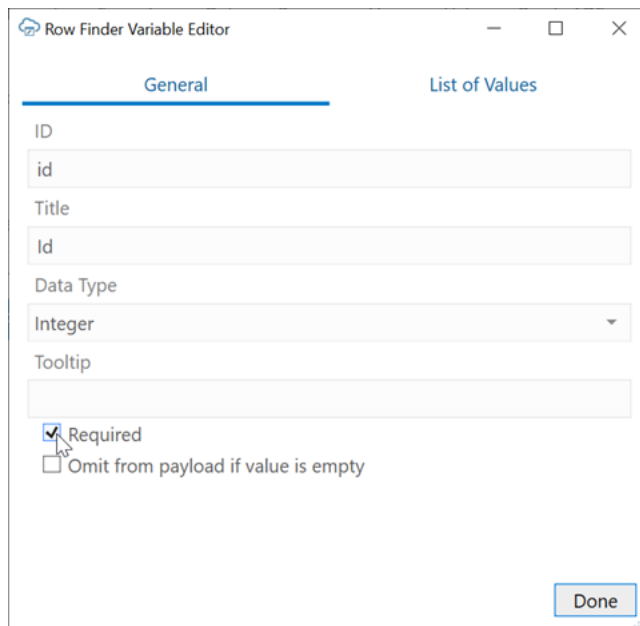 Row Finder Variable Editor
General
List of Values
ID
id
Title
Id
Data Type
Integer
Tooltip
Required
Omit from payload if value is empty
Done